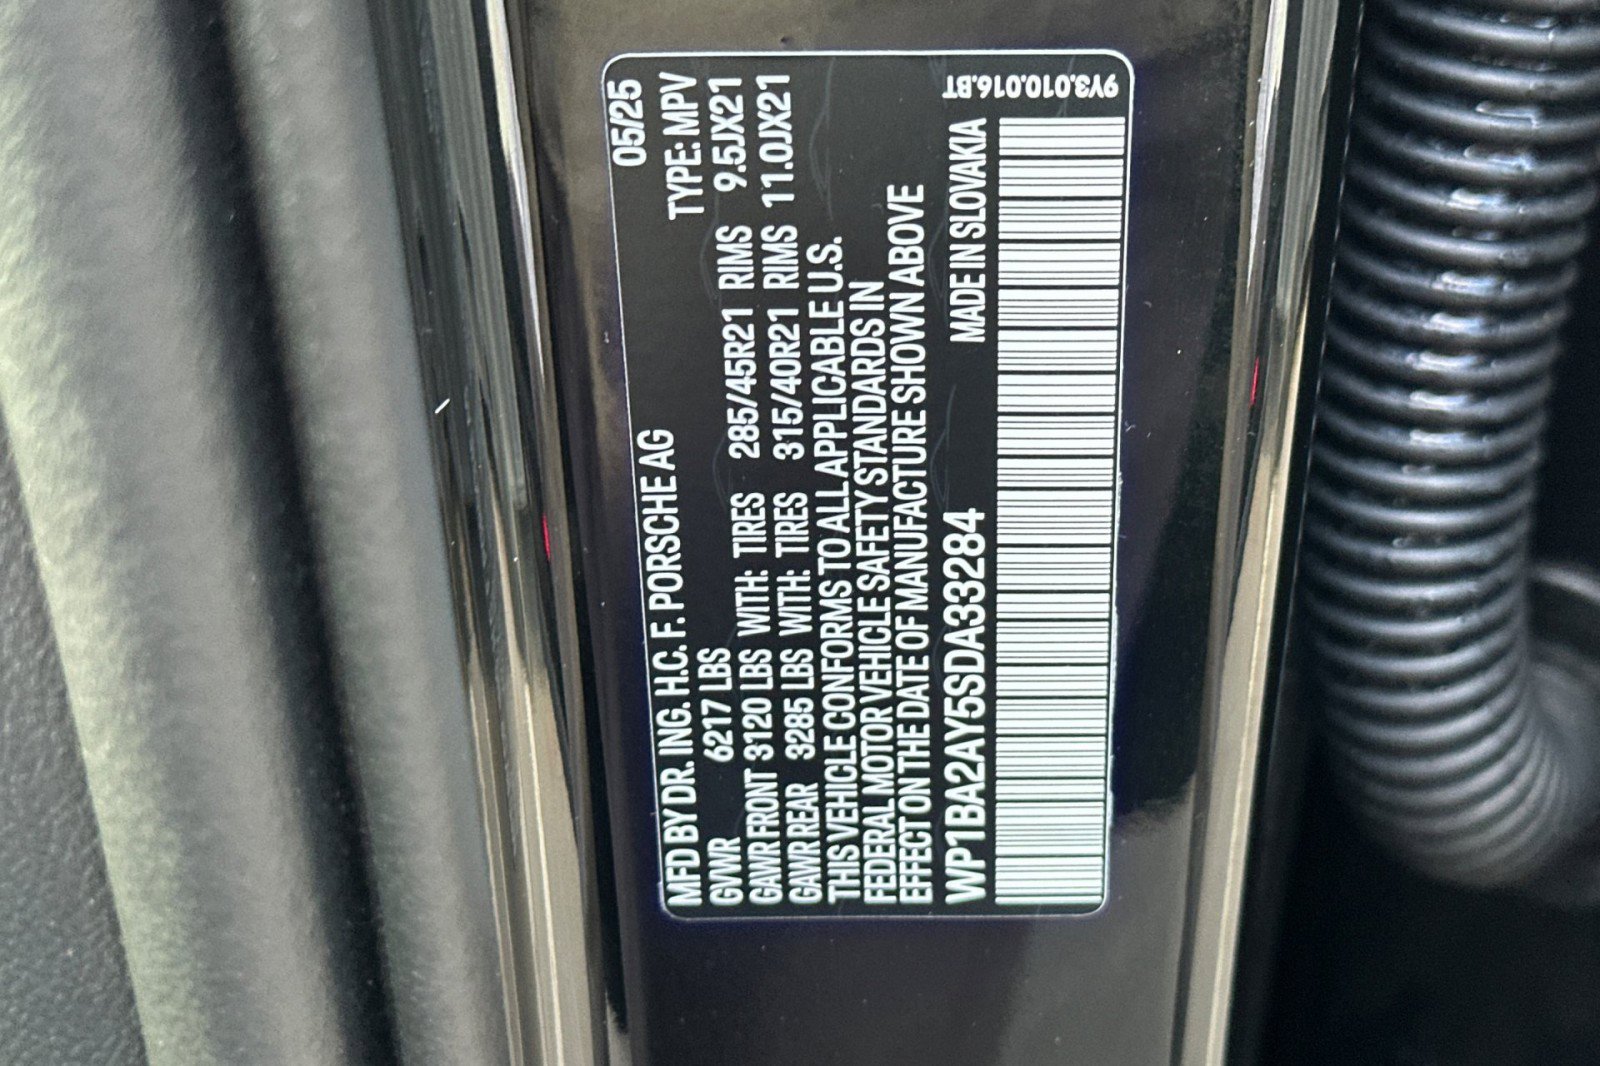 MFD BY DR. ING. H.C. F. PORSCHE AG 05/25
GVWR 6217 LBS TYPE: MPV
GAWR FRONT 3120 LBS WITH: TIRES 285/45R21 RIMS 9.5JX21
GAWR REAR 3285 LBS WITH: TIRES 315/40R21 RIMS 11.0JX21
THIS VEHICLE CONFORMS TO ALL APPLICABLE U.S.
FEDERAL MOTOR VEHICLE SAFETY STANDARDS IN
EFFECT ON THE DATE OF MANUFACTURE SHOWN ABOVE
WP1BA2AY5SDA33284 MADE IN SLOVAKIA
9Y3.010.016.BT